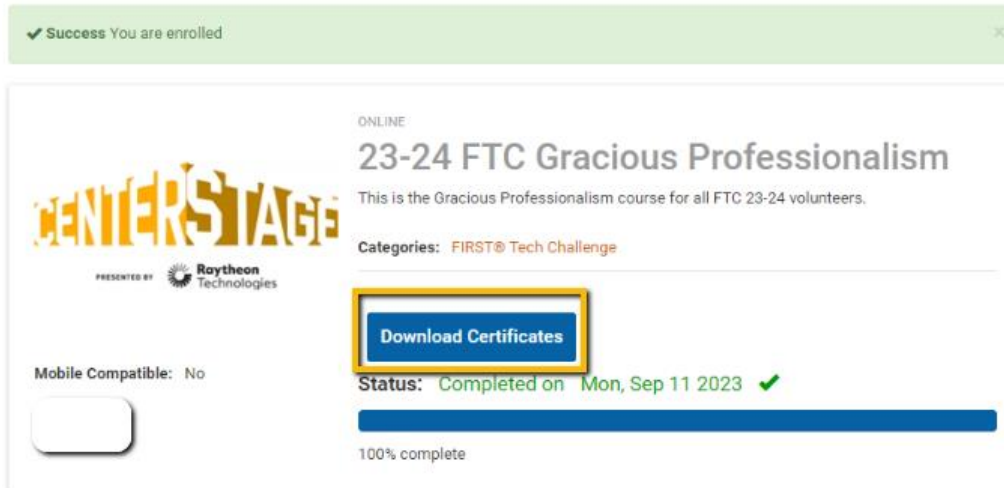 ✔ Success You are enrolled ×
ONLINE
23-24 FTC Gracious Professionalism
This is the Gracious Professionalism course for all FTC 23-24 volunteers.
CENTERSTAGE
PRESENTED BY Raytheon
Technologies
Categories: FIRST® Tech Challenge
Download Certificates
Mobile Compatible: No
Status: Completed on Mon, Sep 11 2023 ✔
100% complete